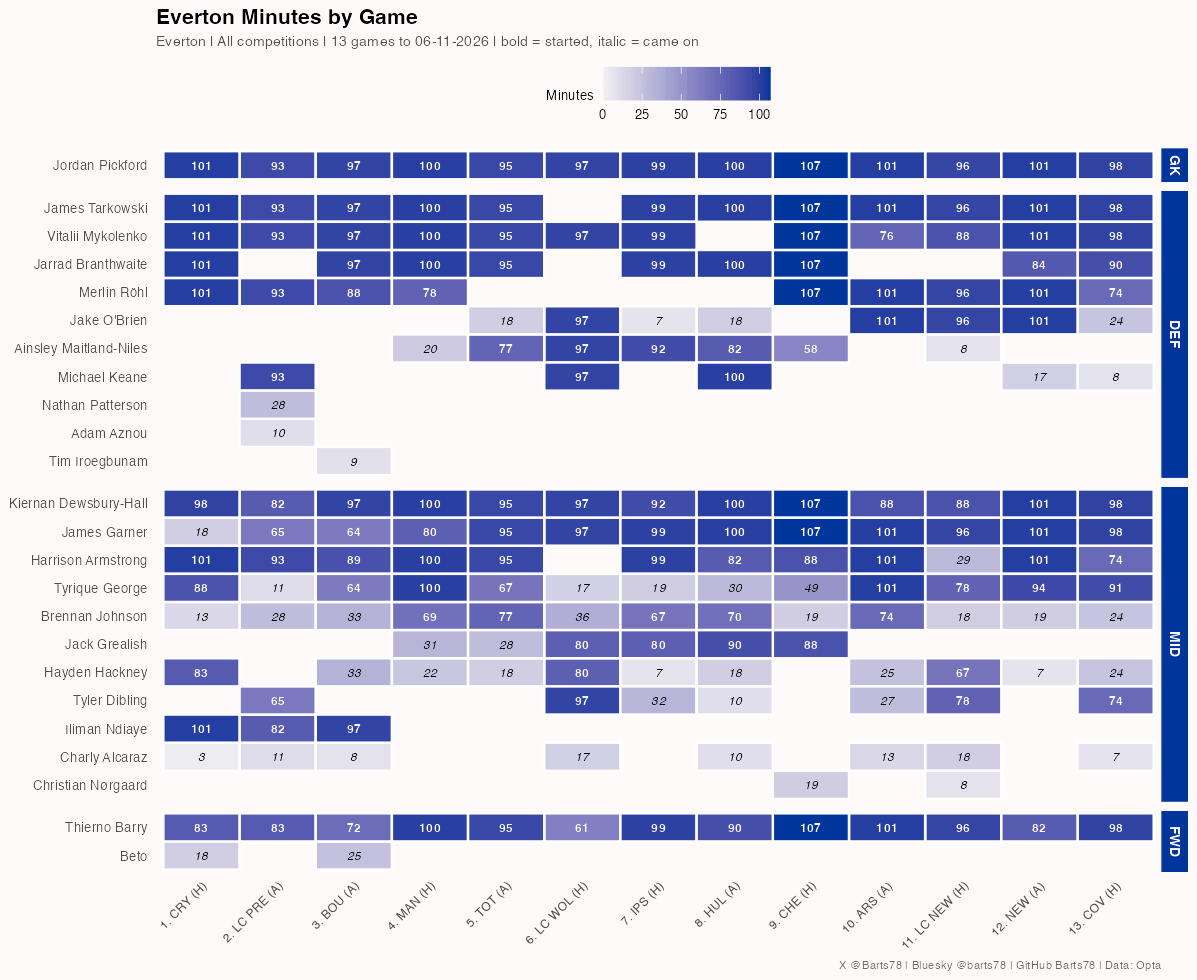 Everton Minutes by Game
Everton | All competitions | 13 games to 06-11-2026 | bold = started, italic = came on
Minutes
0 25 50 75 100
Jordan Pickford 101 93 97 100 95 97 99 100 107 101 96 101 98
GK
James Tarkowski 101 93 97 100 95 99 100 107 101 96 101 98
Vitalii Mykolenko 101 93 97 100 95 97 99 107 76 88 101 98
Jarrad Branthwaite 101 97 100 95 99 100 107 84 90
Merlin Röhl 101 93 88 78 107 101 96 101 74
Jake O'Brien 18 97 7 18 101 96 101 24
Ainsley Maitland-Niles 20 77 97 92 82 58 8
Michael Keane 93 97 100 17 8
Nathan Patterson 28
Adam Aznou 10
Tim Iroegbunam 9
DEF
Kiernan Dewsbury-Hall 98 82 97 100 95 97 92 100 107 88 88 101 98
James Garner 18 65 64 80 95 97 99 100 107 101 96 101 98
Harrison Armstrong 101 93 89 100 95 99 82 88 101 29 101 74
Tyrique George 88 11 64 100 67 17 19 30 49 101 78 94 91
Brennan Johnson 13 28 33 69 77 36 67 70 19 74 18 19 24
Jack Grealish 31 28 80 80 90 88
Hayden Hackney 83 33 22 18 80 7 18 25 67 7 24
Tyler Dibling 65 97 32 10 27 78 74
Iliman Ndiaye 101 82 97
Charly Alcaraz 3 11 8 17 10 13 18 7
Christian Nørgaard 19 8
MID
Thierno Barry 83 83 72 100 95 61 99 90 107 101 96 82 98
Beto 18 25
FWD
1. CRY (H) 2. LC PRE (A) 3. BOU (A) 4. MAN (H) 5. TOT (A) 6. LC WOL (H) 7. IPS (H) 8. HUL (A) 9. CHE (H) 10. ARS (A) 11. LC NEW (H) 12. NEW (A) 13. COV (H)
X @Barts78 | Bluesky @barts78 | GitHub Barts78 | Data: Opta